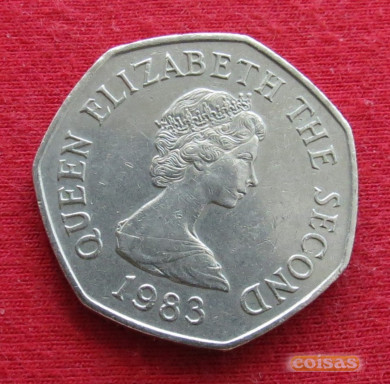 QUEEN ELIZABETH THE SECOND
1983
coisas